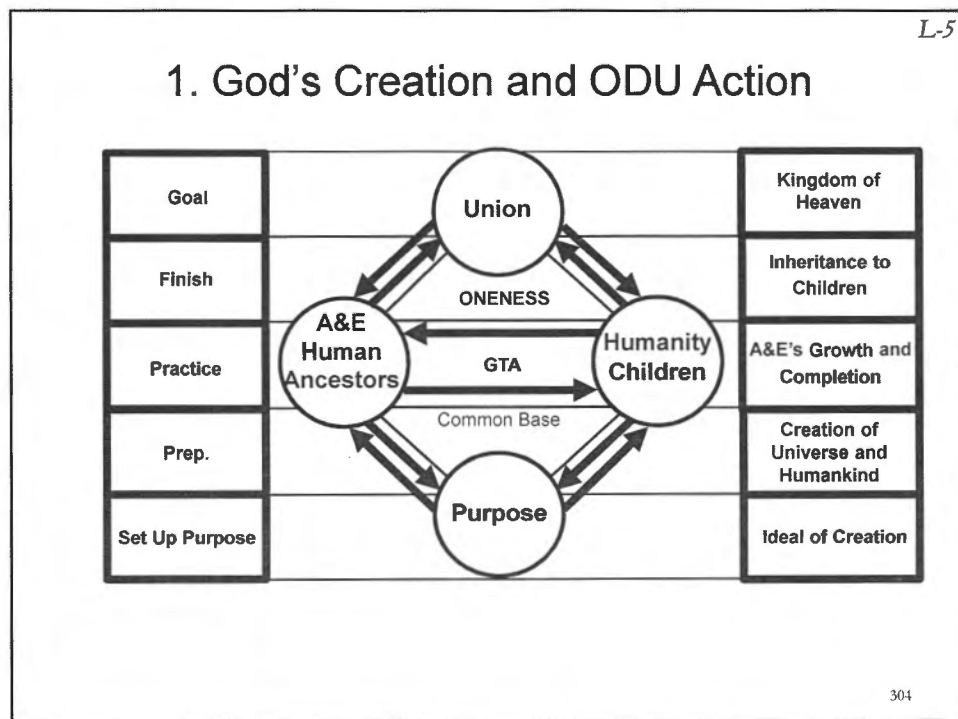 L-5
1. God's Creation and ODU Action
Goal
Finish
Practice
Prep.
Set Up Purpose
Union
ONENESS
A&E
Human
Ancestors
GTA
Humanity
Children
Common Base
Purpose
Kingdom of
Heaven
Inheritance to
Children
A&E's Growth and
Completion
Creation of
Universe and
Humankind
Ideal of Creation
304